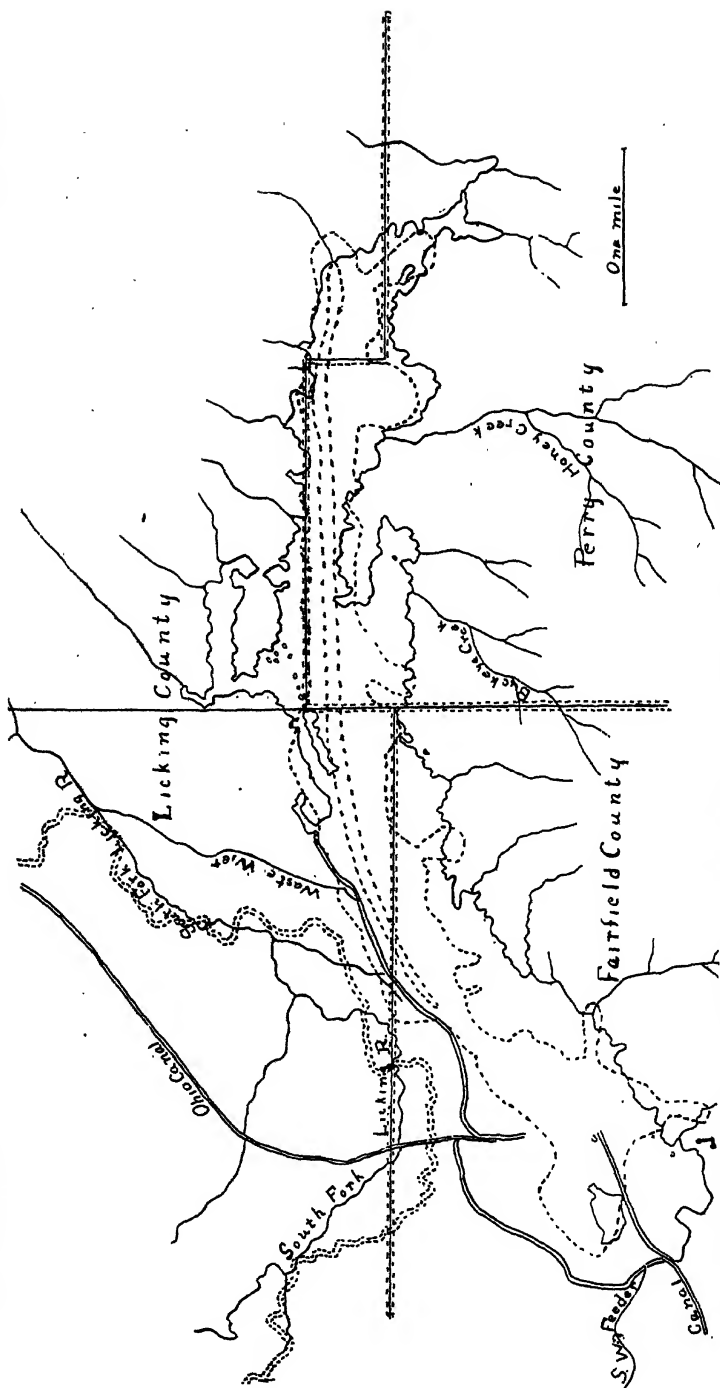 Ohio Canal
South Fork Licking R.
Waste Wier
Licking County
South Fork
Licking R.
S.W. Feeder
Canal
Fairfield County
Buckeye Creek
Honey Creek
Perry County
One mile